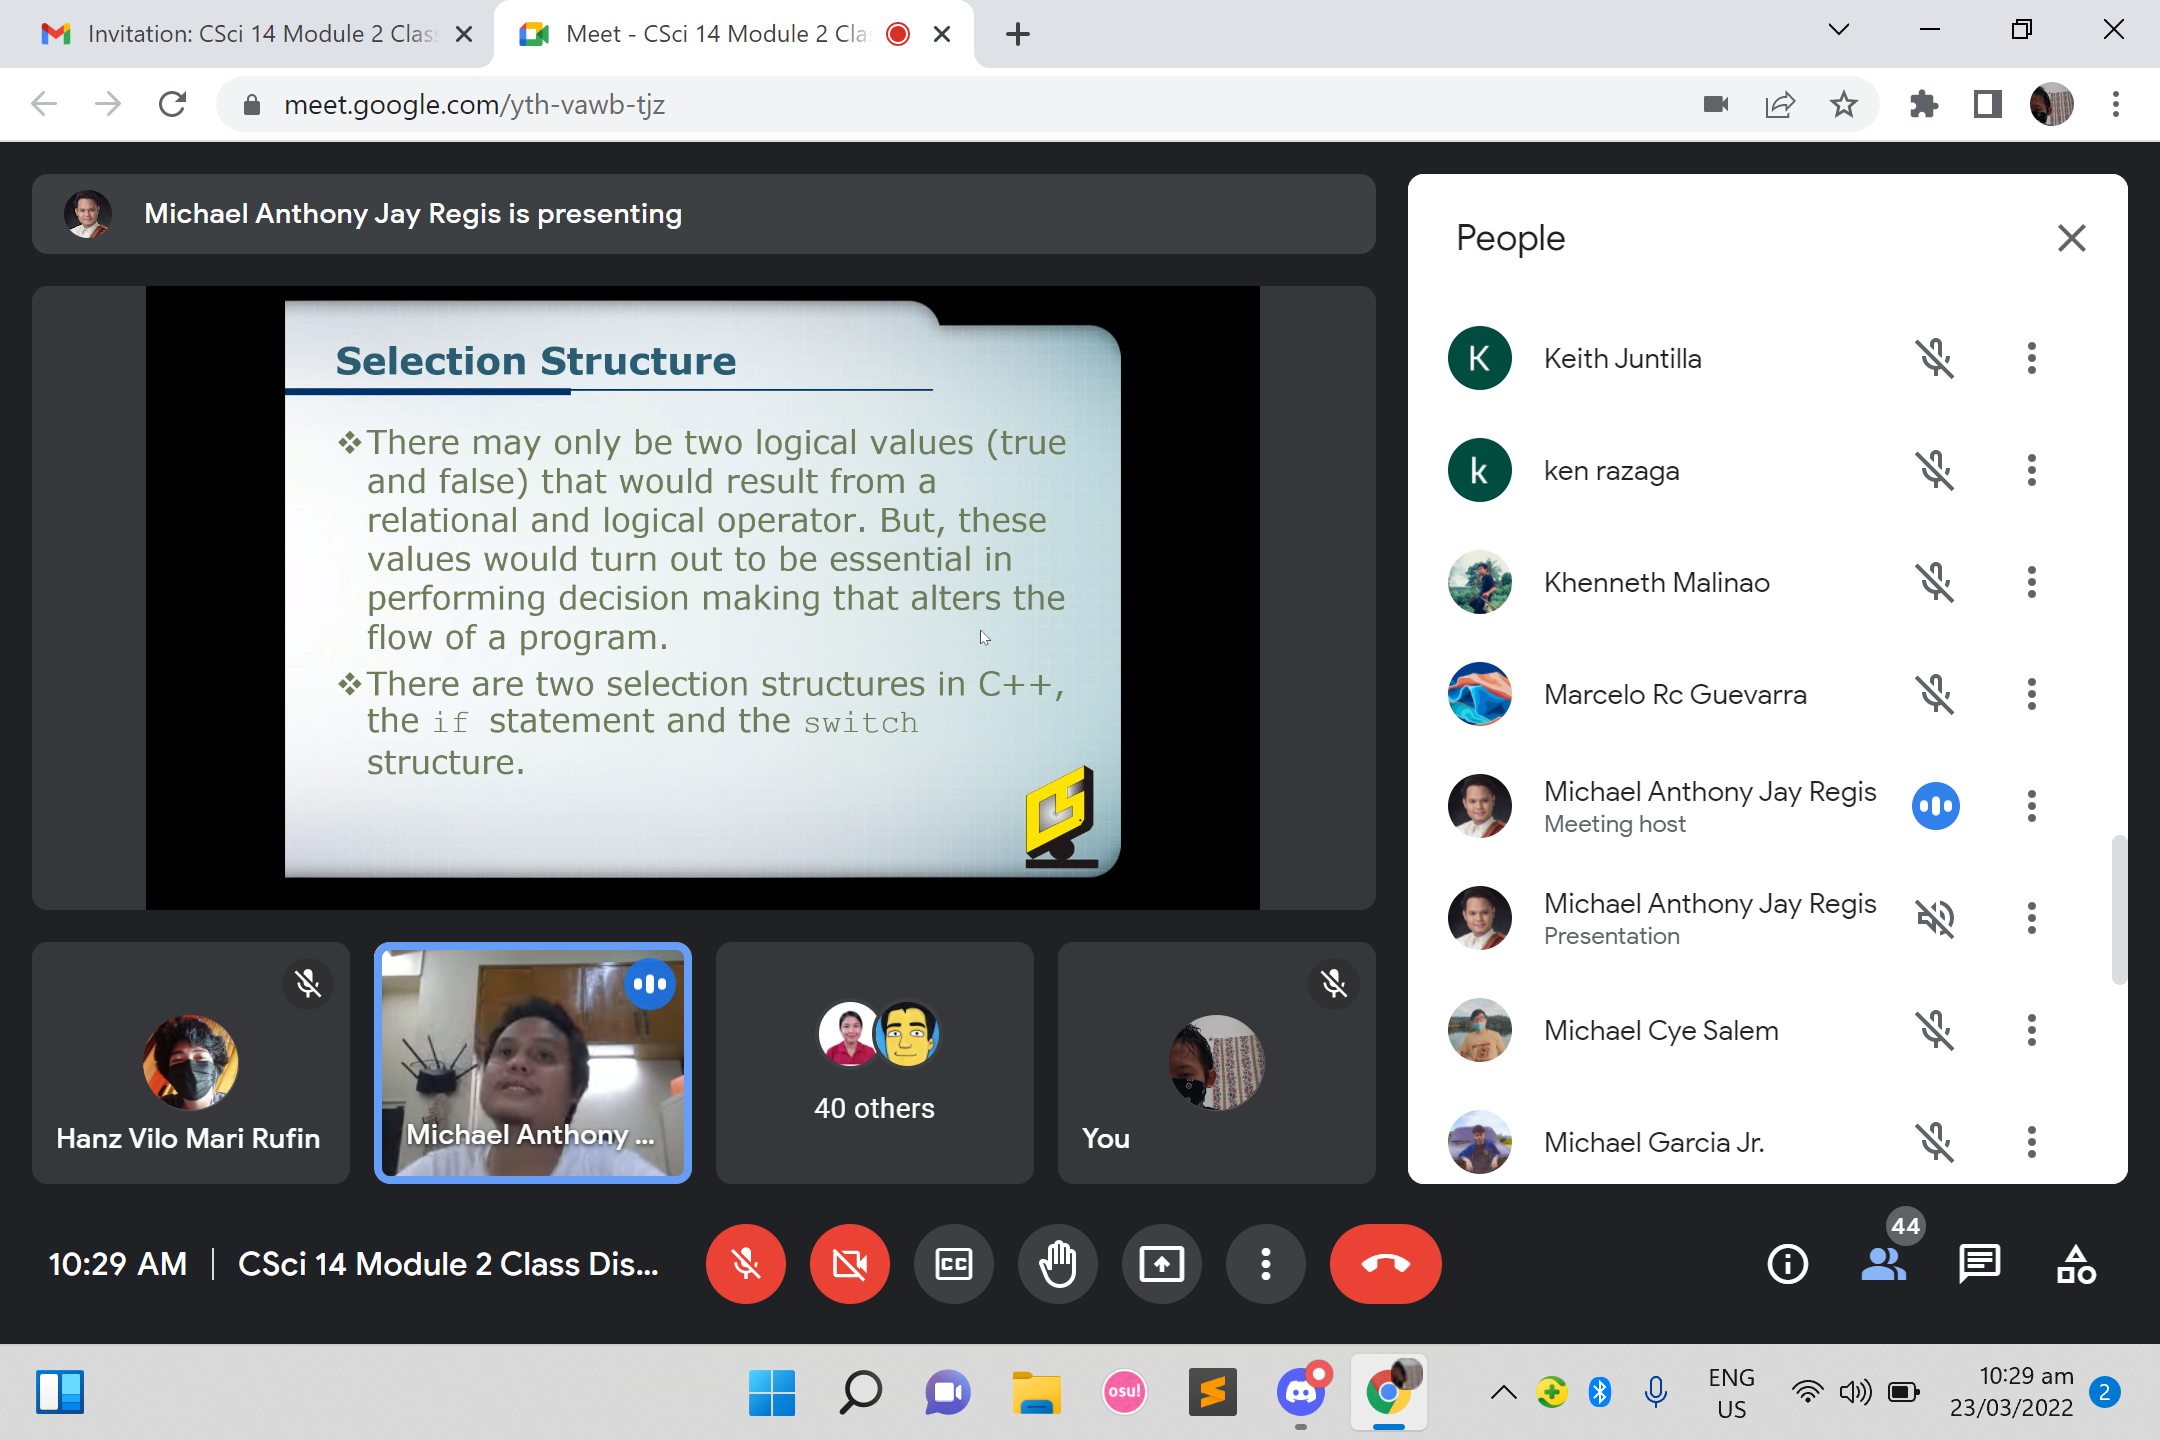 Invitation: CSci 14 Module 2 Clas
Meet - CSci 14 Module 2 Cla
meet.google.com/yth-vawb-tjz
Michael Anthony Jay Regis is presenting
Selection Structure
There may only be two logical values (true
and false) that would result from a
relational and logical operator. But, these
values would turn out to be essential in
performing decision making that alters the
flow of a program.
There are two selection structures in C++,
the if statement and the switch
structure.
Hanz Vilo Mari Rufin
Michael Anthony ...
40 others
You
People
K
Keith Juntilla
k
ken razaga
Khenneth Malinao
Marcelo Rc Guevarra
Michael Anthony Jay Regis
Meeting host
Michael Anthony Jay Regis
Presentation
Michael Cye Salem
Michael Garcia Jr.
10:29 AM | CSci 14 Module 2 Class Dis...
CC
44
osu!
ENG
US
10:29 am
23/03/2022
2